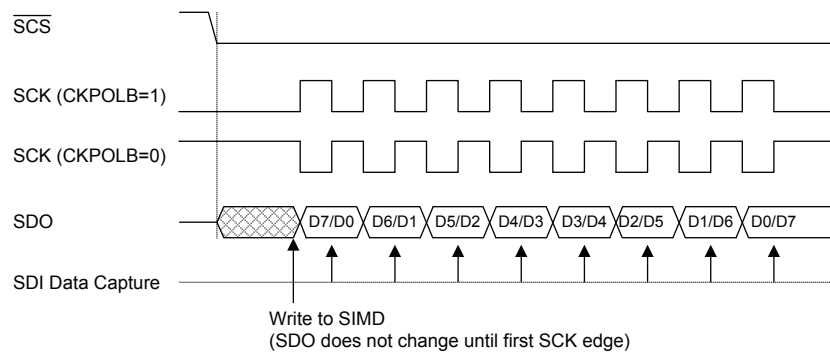 SCS
SCK (CKPOLB=1)
SCK (CKPOLB=0)
SDO
D7/D0 D6/D1 D5/D2 D4/D3 D3/D4 D2/D5 D1/D6 D0/D7
SDI Data Capture
Write to SIMD
(SDO does not change until first SCK edge)